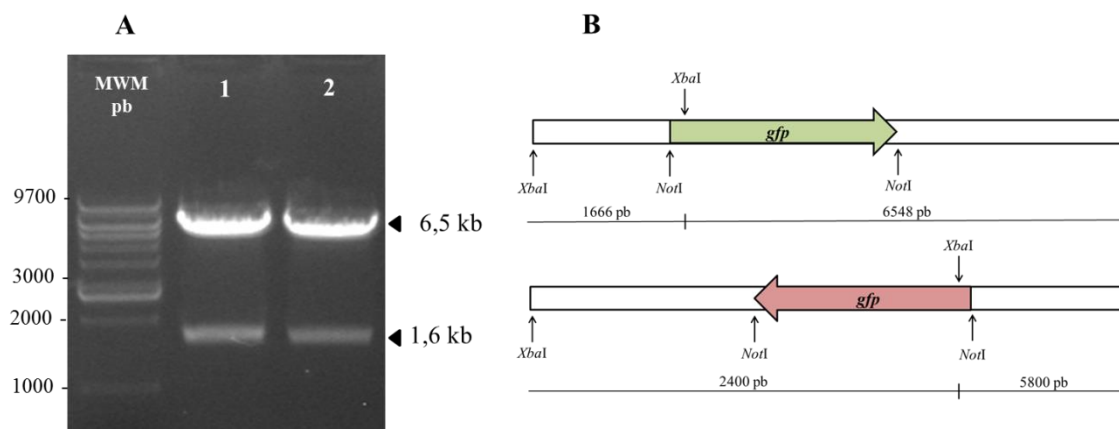 A
MWM
pb
1
2
9700
3000
2000
1000
6,5 kb
1,6 kb
B
XbaI
gfp
XbaI
NotI
NotI
1666 pb
6548 pb
XbaI
gfp
XbaI
NotI
NotI
2400 pb
5800 pb